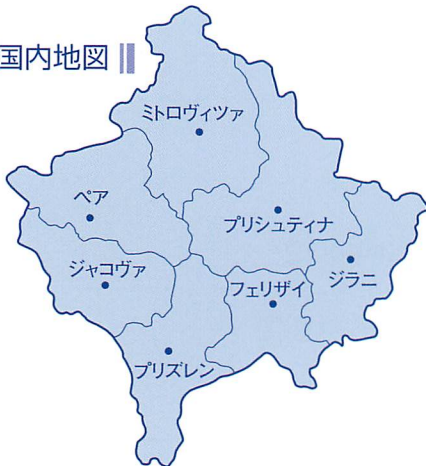 国内地図
ミトロヴィツァ
ペア
プリシュティナ
ジャコヴァ
フェリザイ
ジラニ
プリズレン